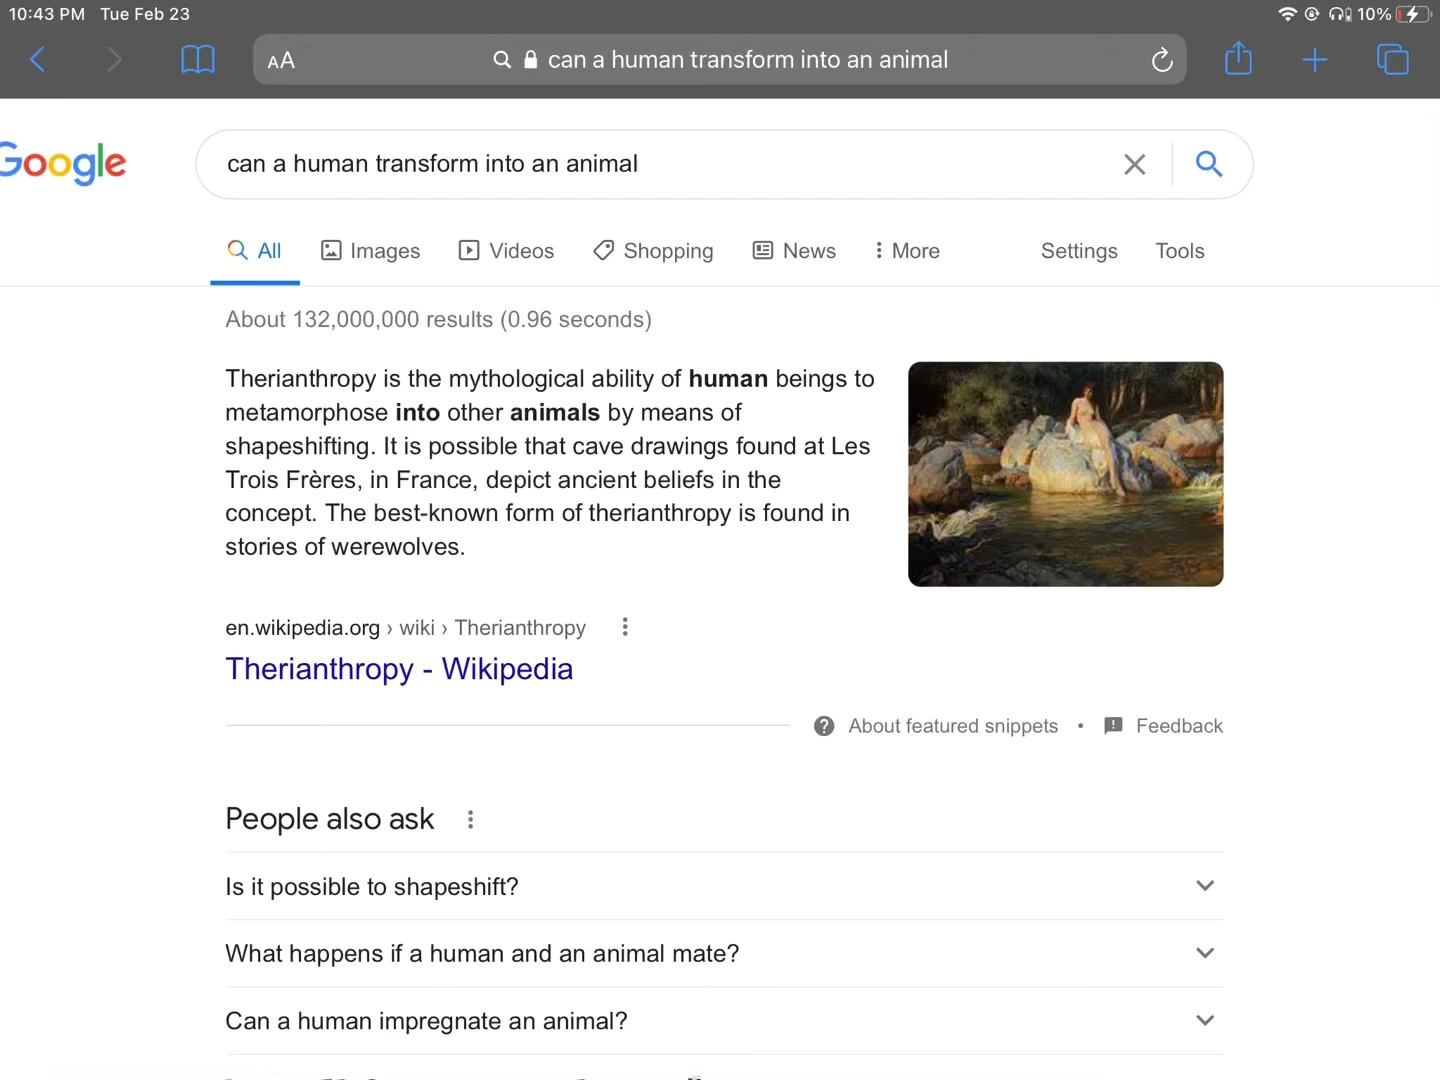 10:43 PM Tue Feb 23
10%
AA can a human transform into an animal
Google
can a human transform into an animal
All Images Videos Shopping News More Settings Tools
About 132,000,000 results (0.96 seconds)
Therianthropy is the mythological ability of human beings to
metamorphose into other animals by means of
shapeshifting. It is possible that cave drawings found at Les
Trois Frères, in France, depict ancient beliefs in the
concept. The best-known form of therianthropy is found in
stories of werewolves.
en.wikipedia.org › wiki › Therianthropy
Therianthropy - Wikipedia
About featured snippets • Feedback
People also ask
Is it possible to shapeshift?
What happens if a human and an animal mate?
Can a human impregnate an animal?